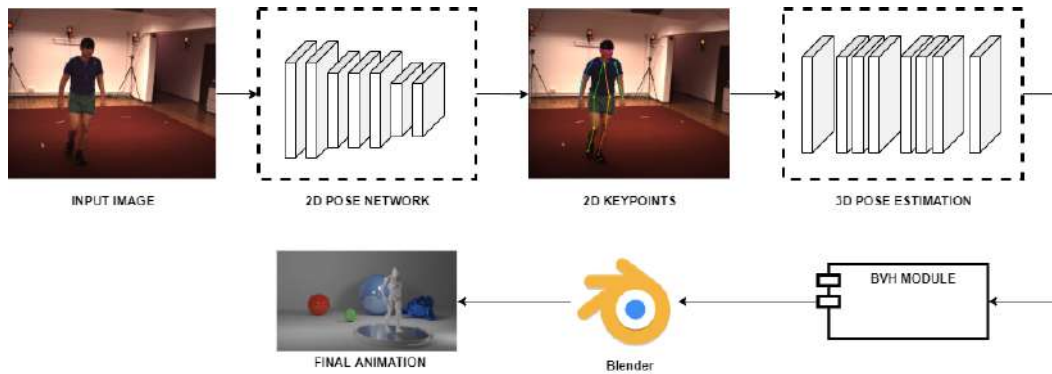 INPUT IMAGE
2D POSE NETWORK
2D KEYPOINTS
3D POSE ESTIMATION
BVH MODULE
FINAL ANIMATION
Blender